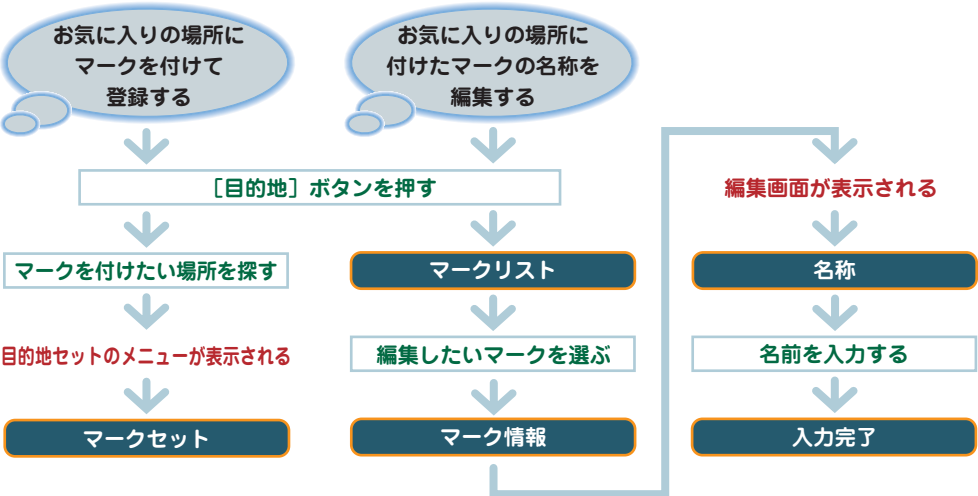 お気に入りの場所に
マークを付けて
登録する
お気に入りの場所に
付けたマークの名称を
編集する
［目的地］ボタンを押す
マークを付けたい場所を探す
目的地セットのメニューが表示される
マークセット
マークリスト
編集したいマークを選ぶ
マーク情報
編集画面が表示される
名称
名前を入力する
入力完了